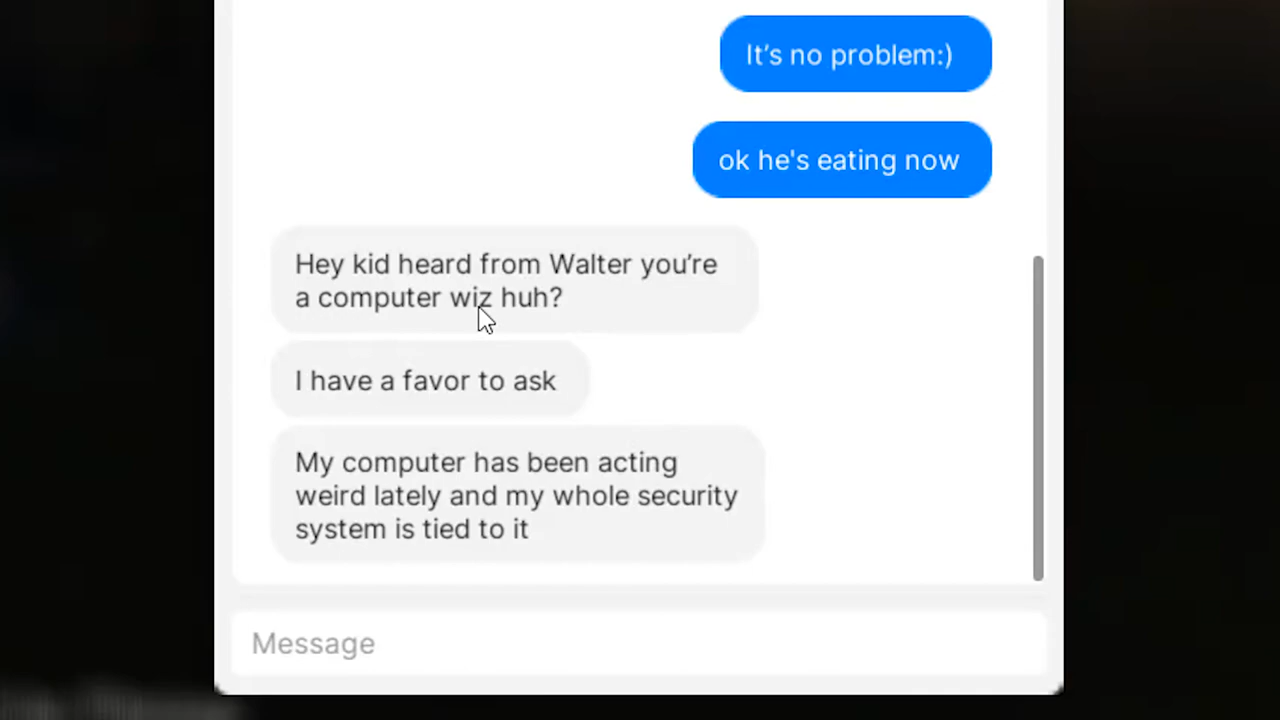 It’s no problem:)
ok he's eating now
Hey kid heard from Walter you’re
a computer wiz huh?
I have a favor to ask
My computer has been acting
weird lately and my whole security
system is tied to it
Message